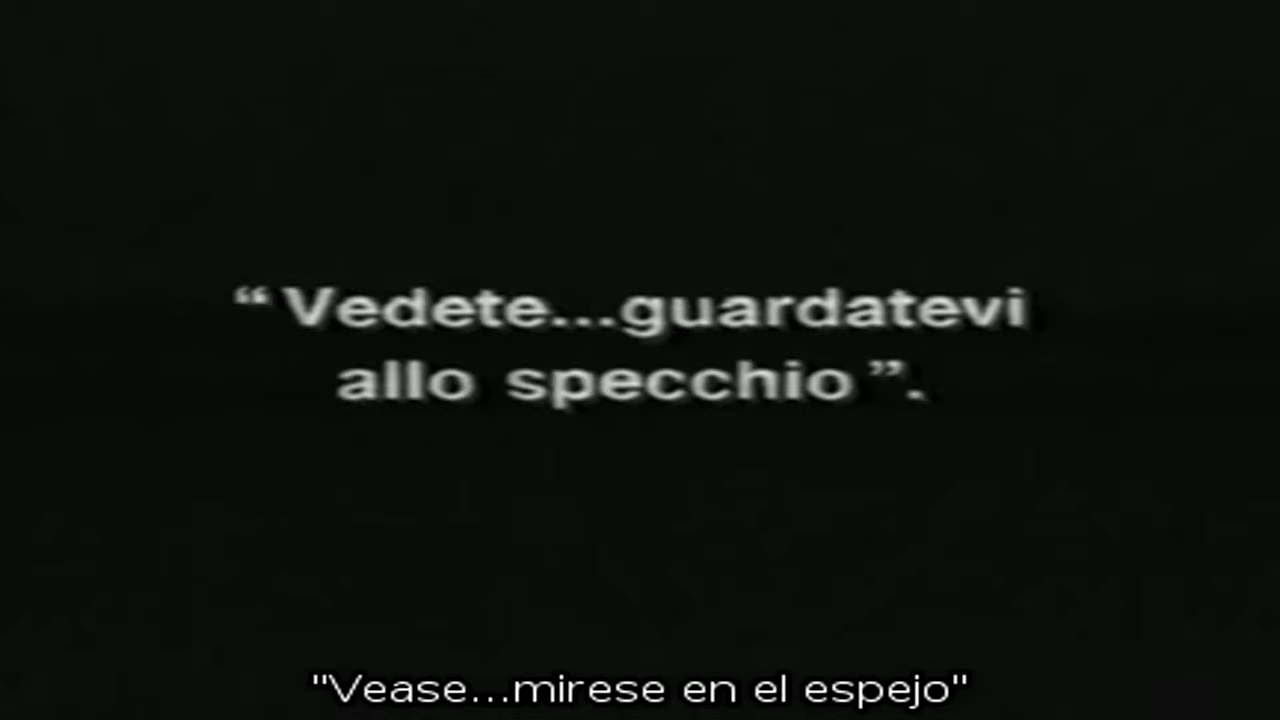 “Vedete...guardatevi
allo specchio”.
"Vease...mirese en el espejo"